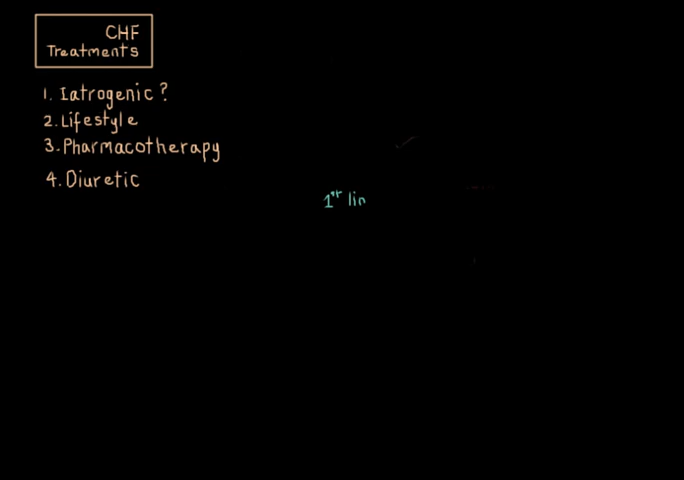 CHF
Treatments
1. Iatrogenic?
2. Lifestyle
3. Pharmacotherapy
4. Diuretic
1st lin